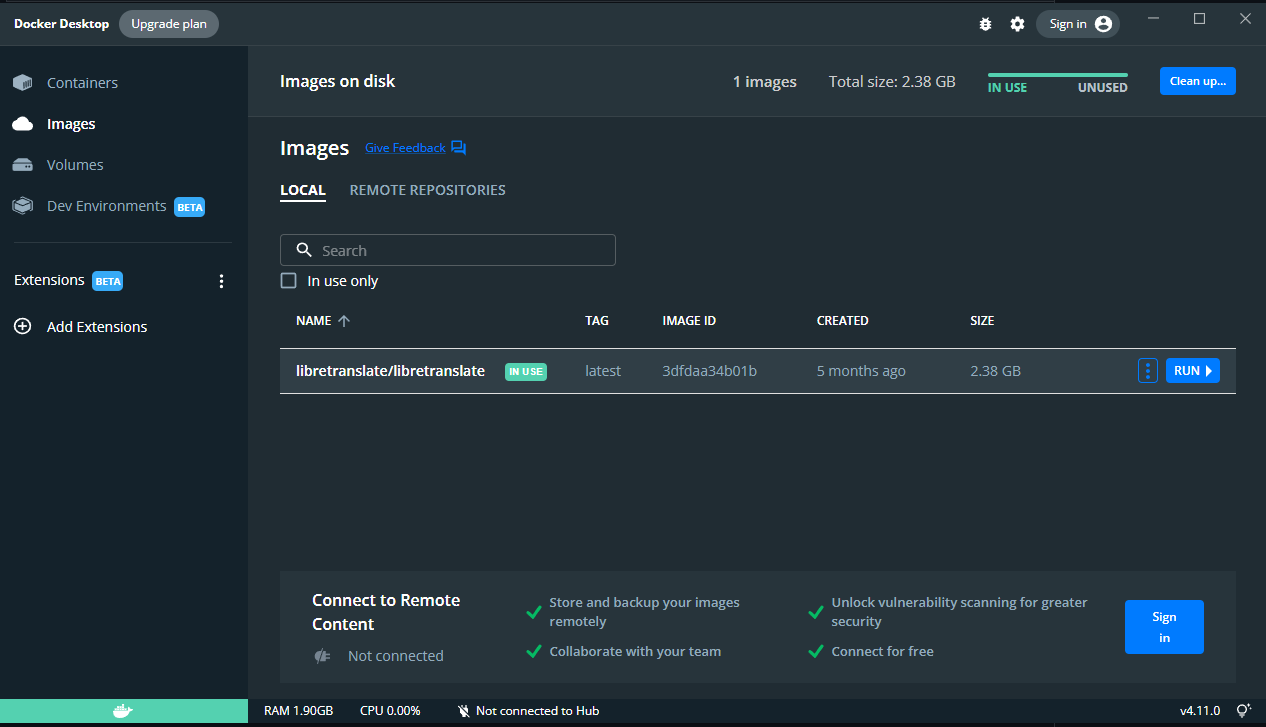 Docker Desktop Upgrade plan Sign in
Containers
Images
Volumes
Dev Environments BETA
Extensions BETA
Add Extensions
Images on disk 1 images Total size: 2.38 GB IN USE UNUSED Clean up...
Images Give Feedback
LOCAL REMOTE REPOSITORIES
Search
In use only
NAME TAG IMAGE ID CREATED SIZE
libretranslate/libretranslate IN USE latest 3dfdaa34b01b 5 months ago 2.38 GB RUN
Connect to Remote
Content
Not connected
Store and backup your images
remotely
Collaborate with your team
Unlock vulnerability scanning for greater
security
Connect for free
Sign
in
RAM 1.90GB CPU 0.00% Not connected to Hub v4.11.0